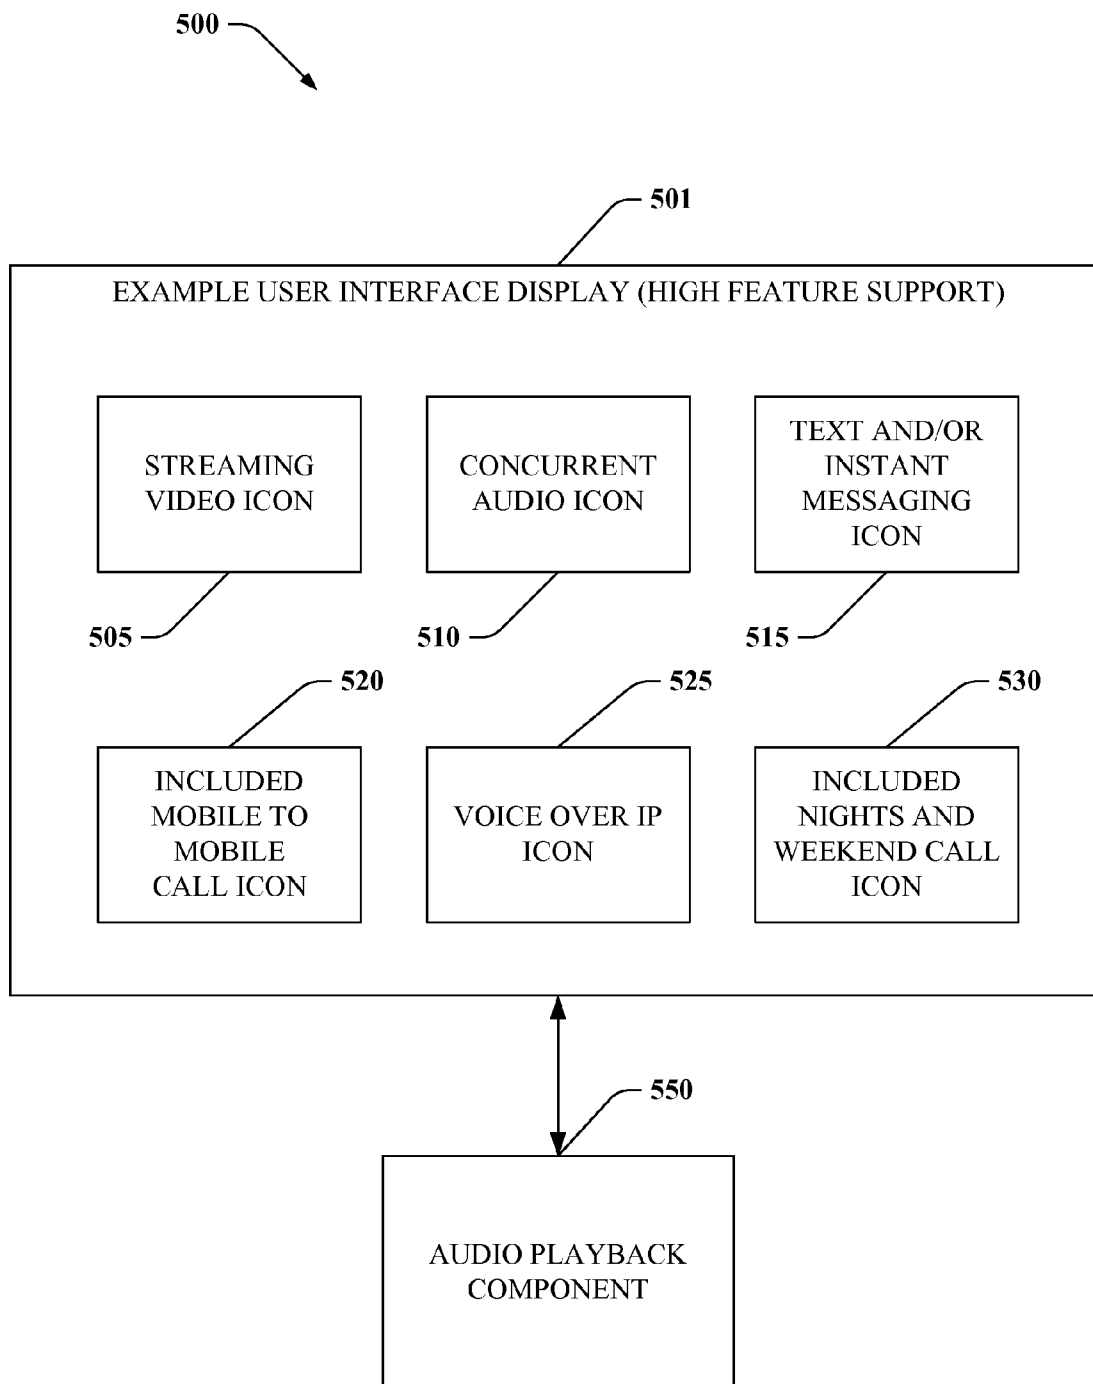 500
501
EXAMPLE USER INTERFACE DISPLAY (HIGH FEATURE SUPPORT)
STREAMING
VIDEO ICON
CONCURRENT
AUDIO ICON
TEXT AND/OR
INSTANT
MESSAGING
ICON
505
510
515
520
525
530
INCLUDED
MOBILE TO
MOBILE
CALL ICON
VOICE OVER IP
ICON
INCLUDED
NIGHTS AND
WEEKEND CALL
ICON
550
AUDIO PLAYBACK
COMPONENT